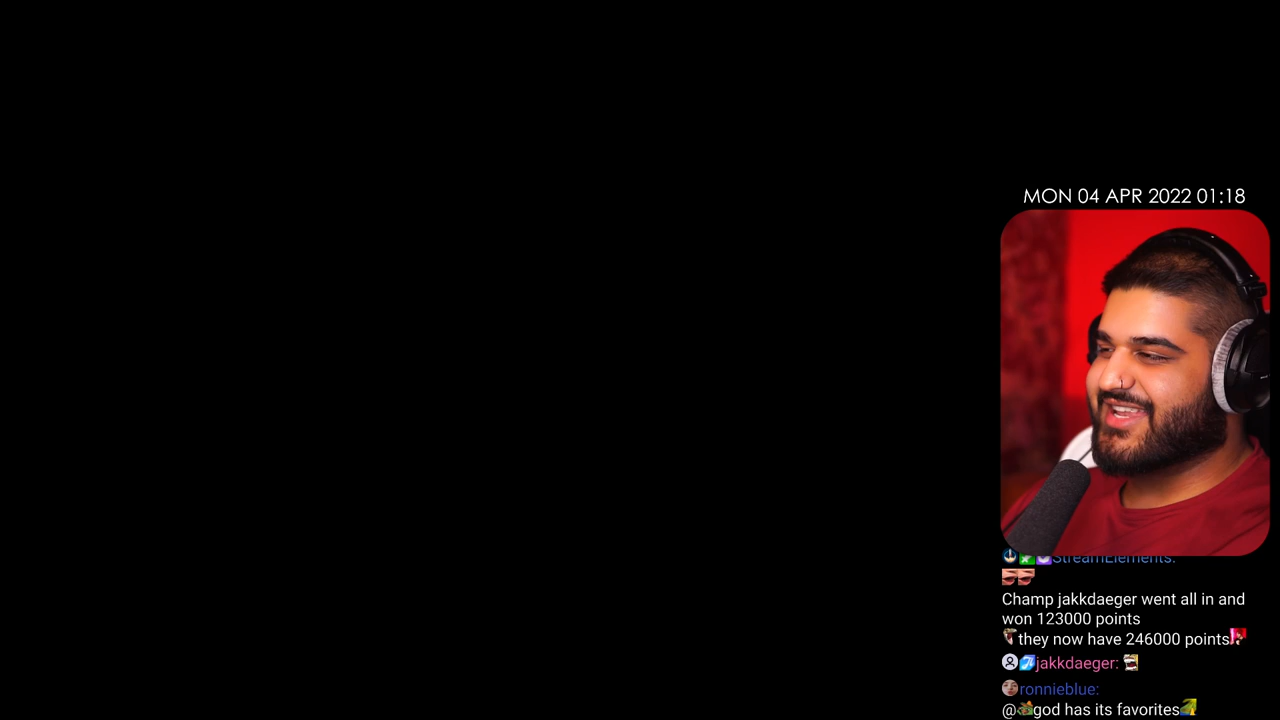 MON 04 APR 2022 01:18
StreamElements:
Champ jakkdaeger went all in and
won 123000 points
they now have 246000 points
jakkdaeger:
ronnieblue:
@ god has its favorites